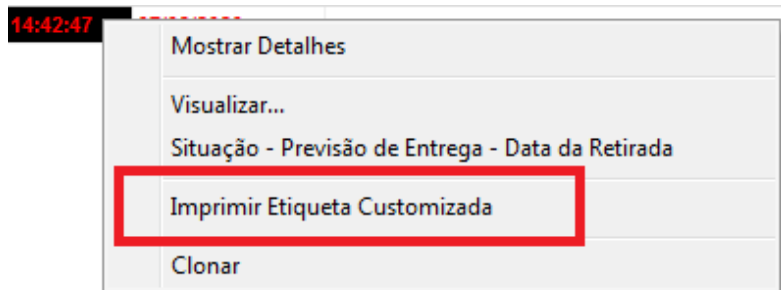 14:42:47
Mostrar Detalhes
Visualizar...
Situação - Previsão de Entrega - Data da Retirada
Imprimir Etiqueta Customizada
Clonar